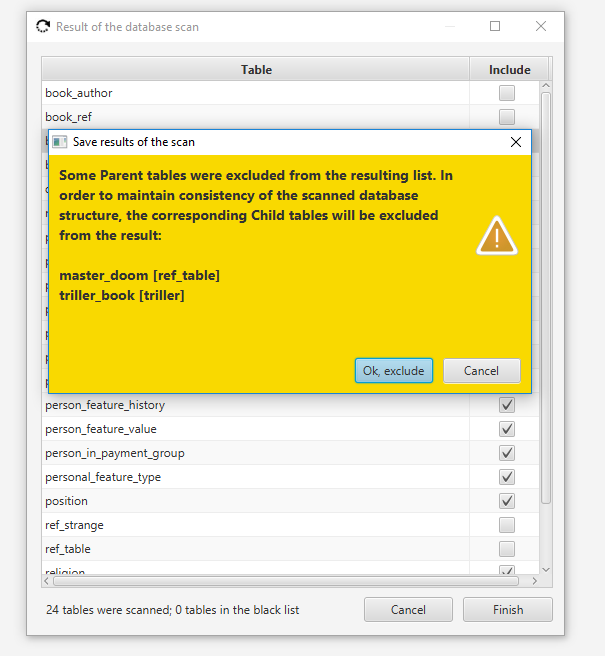 Result of the database scan
Table Include
book_author
book_ref
Save results of the scan
Some Parent tables were excluded from the resulting list. In
order to maintain consistency of the scanned database
structure, the corresponding Child tables will be excluded
from the result:
master_doom [ref_table]
triller_book [triller]
Ok, exclude Cancel
person_feature_history
person_feature_value
person_in_payment_group
personal_feature_type
position
ref_strange
ref_table
religion
24 tables were scanned; 0 tables in the black list Cancel Finish